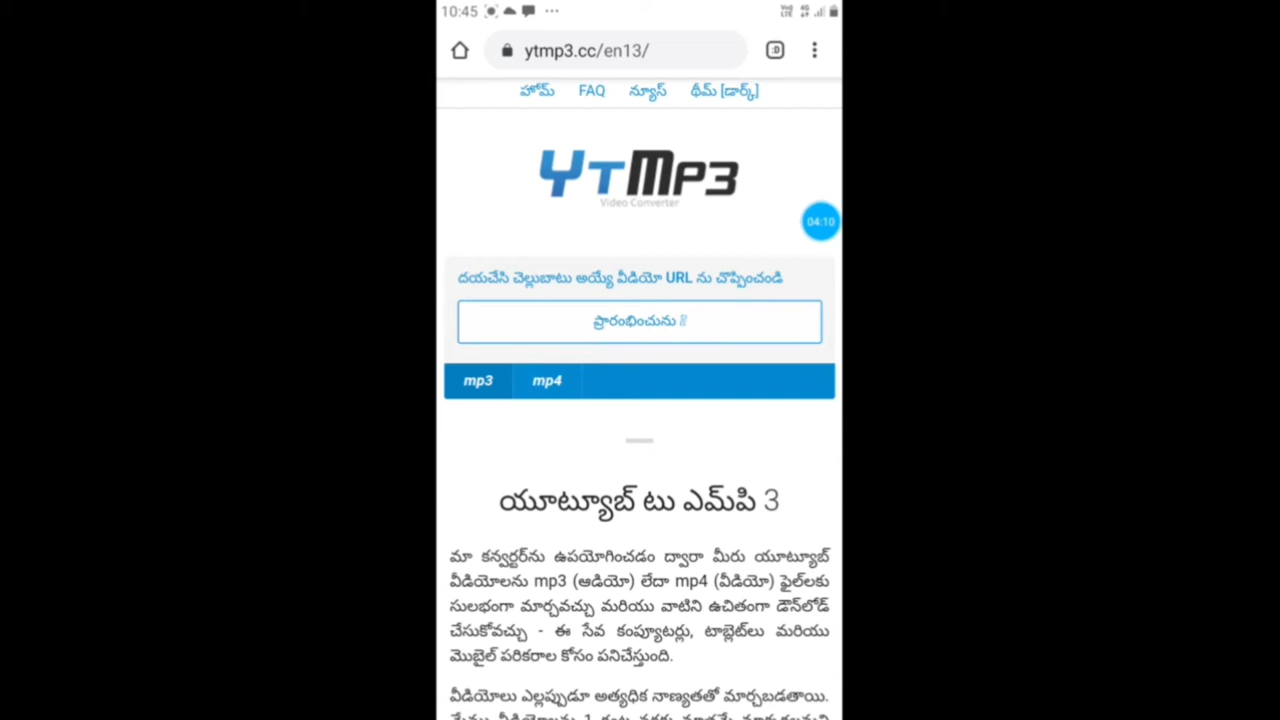 10:45
VoLTE 4G
ytmp3.cc/en13/
:D
హోమ్ FAQ న్యూస్ థీమ్ [డార్క్]
YTMP3
Video Converter
04:10
దయచేసి చెల్లుబాటు అయ్యే వీడియో URL ను చొప్పించండి
ప్రారంభించును
mp3 mp4
యూట్యూబ్ టు ఎమ్‌పి 3
మా కన్వర్టర్‌ను ఉపయోగించడం ద్వారా మీరు యూట్యూబ్
వీడియోలను mp3 (ఆడియో) లేదా mp4 (వీడియో) ఫైల్‌లకు
సులభంగా మార్చవచ్చు మరియు వాటిని ఉచితంగా డౌన్‌లోడ్
చేసుకోవచ్చు - ఈ సేవ కంప్యూటర్లు, టాబ్లెట్‌లు మరియు
మొబైల్ పరికరాల కోసం పనిచేస్తుంది.
వీడియోలు ఎల్లప్పుడూ అత్యధిక నాణ్యతతో మార్చబడతాయి.